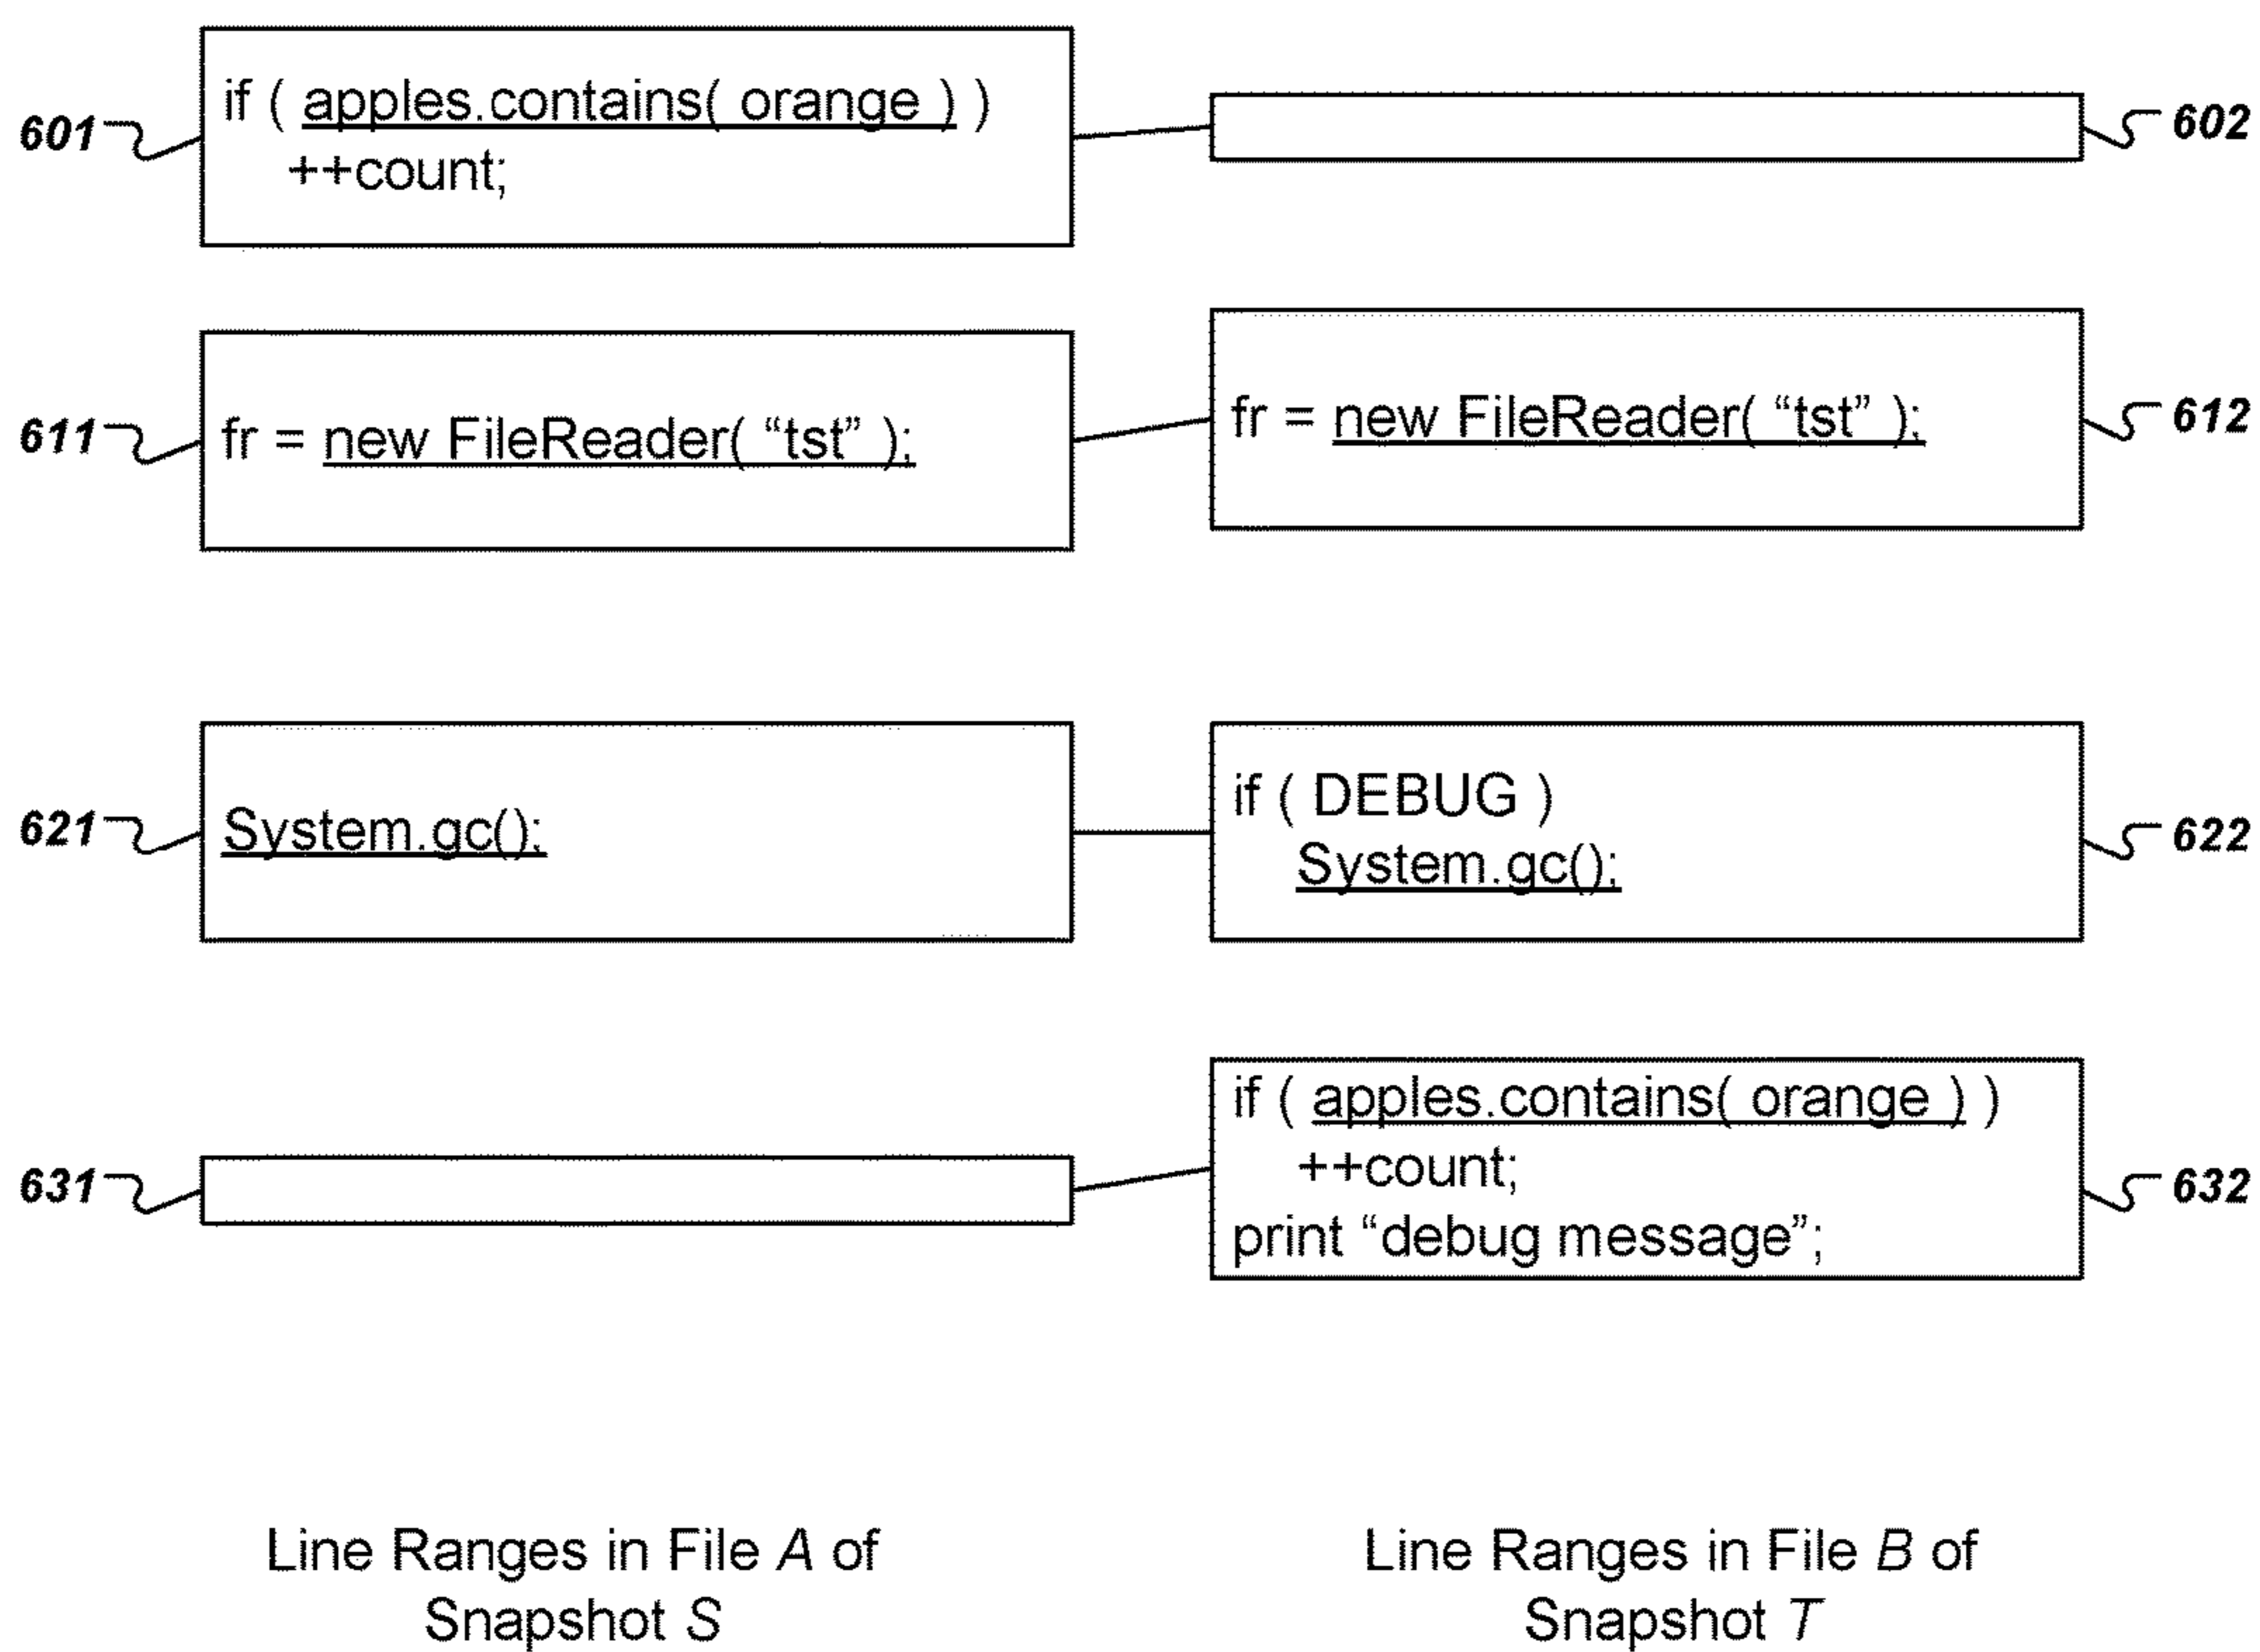 if ( apples.contains( orange ) )
++count;
601
602
611
fr = new FileReader( “tst” );
fr = new FileReader( “tst” );
612
621
System.gc();
if ( DEBUG )
System.gc();
622
631
if ( apples.contains( orange ) )
++count;
print “debug message”;
632
Line Ranges in File A of
Snapshot S
Line Ranges in File B of
Snapshot T